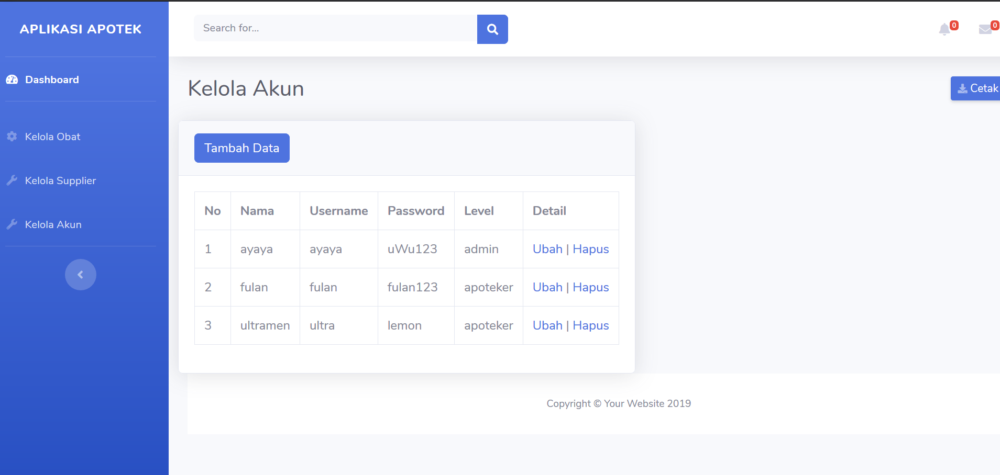 APLIKASI APOTEK
Search for...
0
0
Dashboard
Kelola Obat
Kelola Supplier
Kelola Akun
Kelola Akun
Cetak
Tambah Data
No Nama Username Password Level Detail
1 ayaya ayaya uWu123 admin Ubah | Hapus
2 fulan fulan fulan123 apoteker Ubah | Hapus
3 ultramen ultra lemon apoteker Ubah | Hapus
Copyright © Your Website 2019